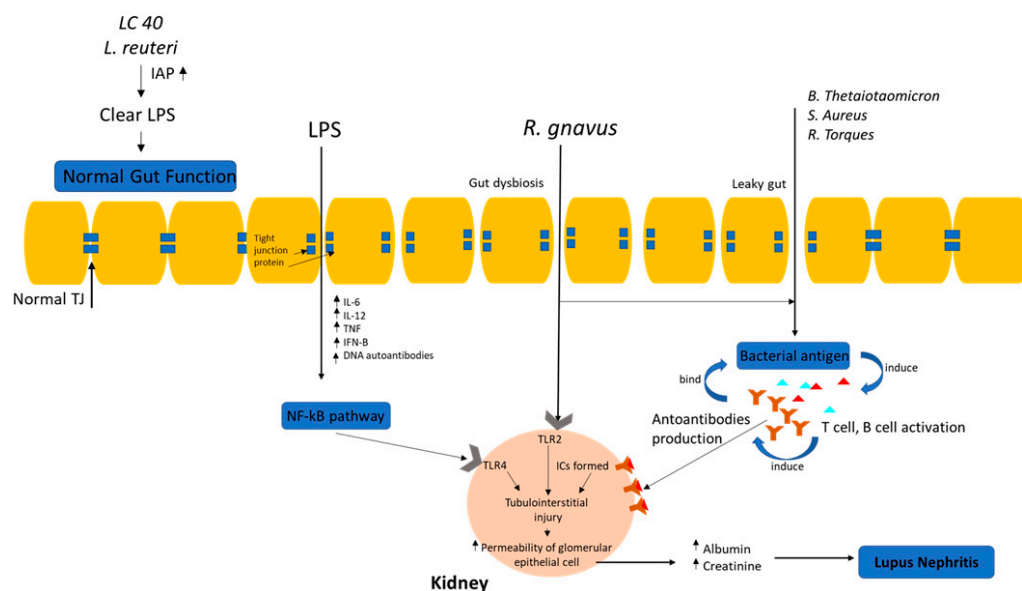 LC 40
L. reuteri
IAP
Clear LPS
Normal Gut Function
LPS
R. gnavus
B. Thetaiotaomicron
S. Aureus
R. Torques
Gut dysbiosis
Leaky gut
Tight
junction
protein
Normal TJ
IL-6
IL-12
TNF
IFN-B
DNA autoantibodies
NF-kB pathway
Bacterial antigen
bind
induce
Antoantibodies
production
T cell, B cell activation
induce
TLR2
TLR4
ICs formed
Tubulointerstitial
injury
Permeability of glomerular
epithelial cell
Kidney
Albumin
Creatinine
Lupus Nephritis